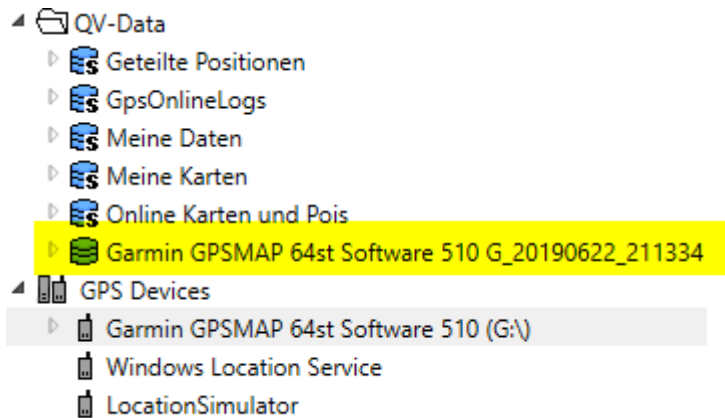 QV-Data
Geteilte Positionen
GpsOnlineLogs
Meine Daten
Meine Karten
Online Karten und Pois
Garmin GPSMAP 64st Software 510 G_20190622_211334
GPS Devices
Garmin GPSMAP 64st Software 510 (G:\)
Windows Location Service
LocationSimulator